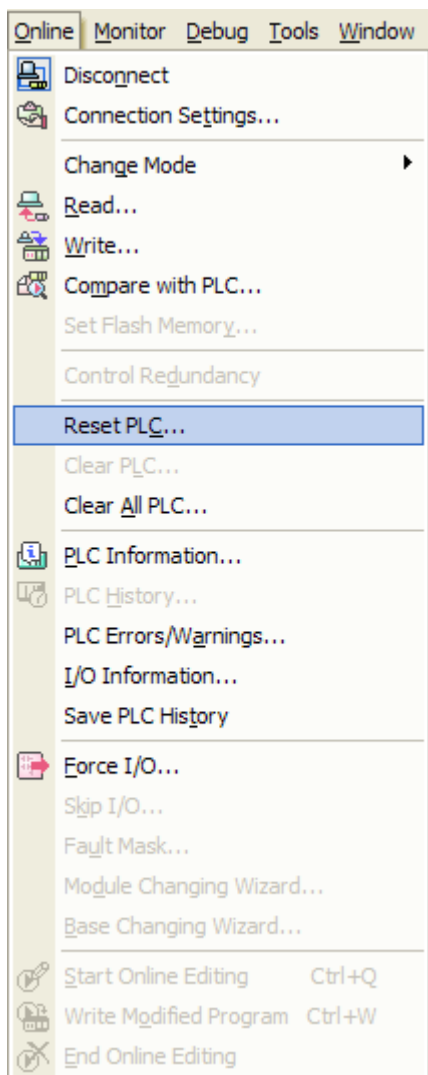 Online Monitor Debug Tools Window
Disconnect
Connection Settings...
Change Mode
Read...
Write...
Compare with PLC...
Set Flash Memory...
Control Redundancy
Reset PLC...
Clear PLC...
Clear All PLC...
PLC Information...
PLC History...
PLC Errors/Warnings...
I/O Information...
Save PLC History
Force I/O...
Skip I/O...
Fault Mask...
Module Changing Wizard...
Base Changing Wizard...
Start Online Editing Ctrl+Q
Write Modified Program Ctrl+W
End Online Editing